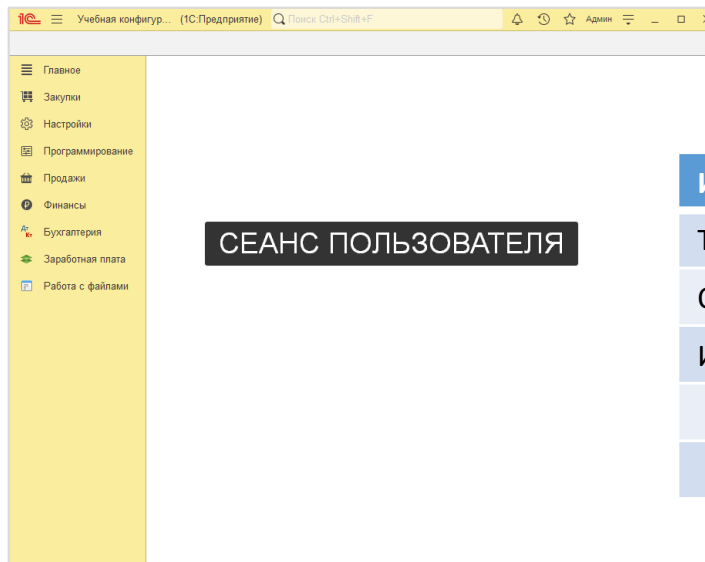 1С Учебная конфигур... (1С:Предприятие) Поиск Ctrl+Shift+F Админ
Главное
Закупки
Настройки
Программирование
Продажи
Финансы
Бухгалтерия
Заработная плата
Работа с файлами
СЕАНС ПОЛЬЗОВАТЕЛЯ